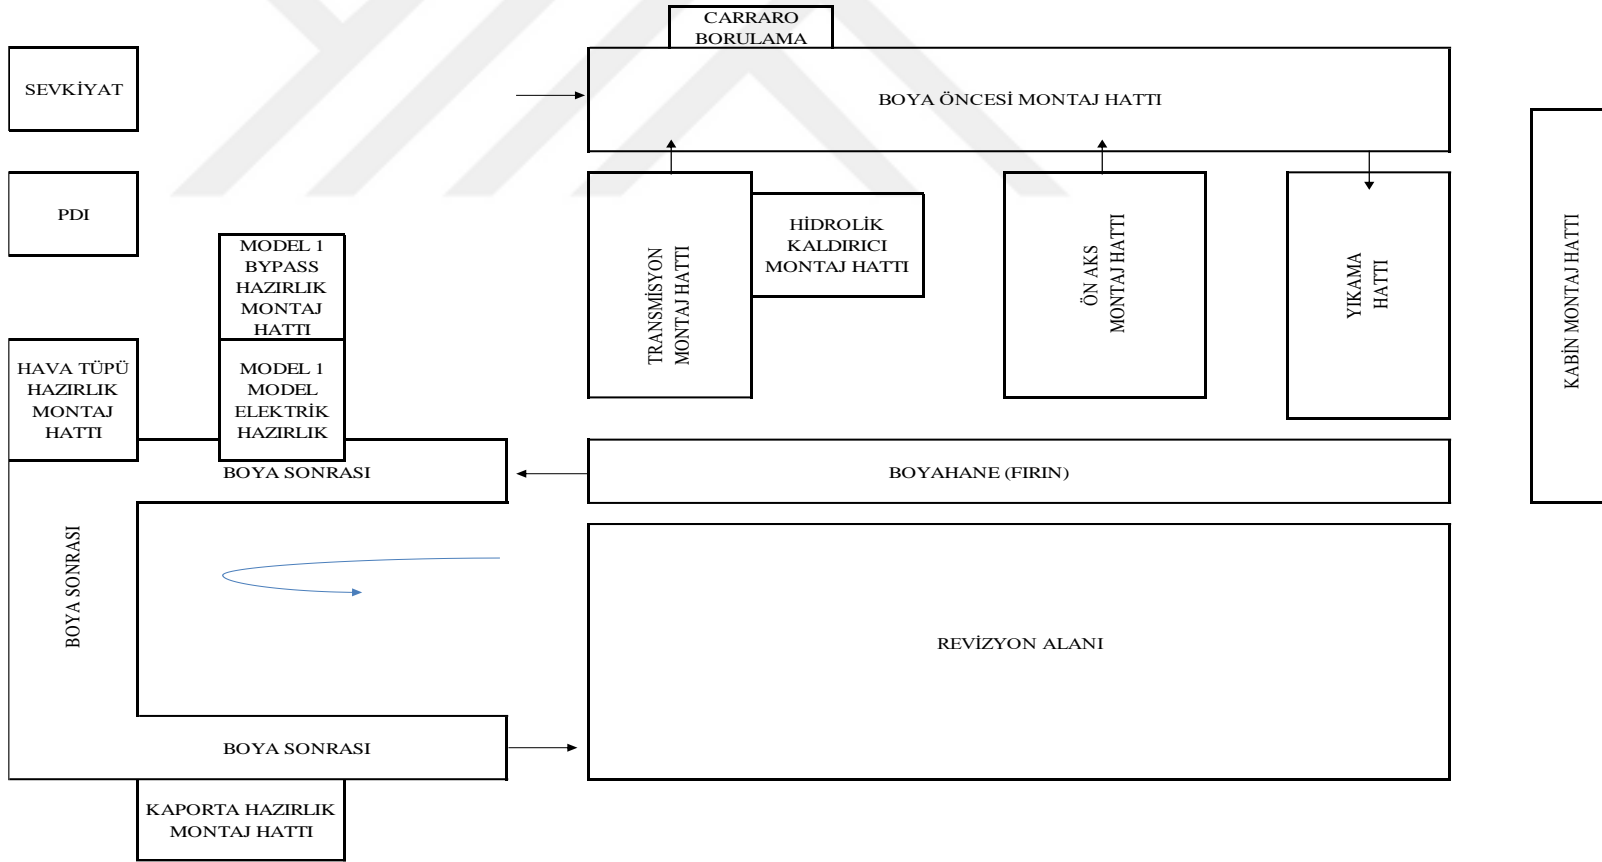 CARRARO
BORULAMA
SEVKİYAT
BOYA ÖNCESİ MONTAJ HATTI
PDI
HİDROLİK
KALDIRICI
MONTAJ HATTI
TRANSMİSYON
MONTAJ HATTI
ÖN AKS
MONTAJ HATTI
YIKAMA
HATTI
KABİN MONTAJ HATTI
MODEL 1
BYPASS
HAZIRLIK
MONTAJ
HATTI
HAVA TÜPÜ
HAZIRLIK
MONTAJ
HATTI
MODEL 1
MODEL
ELEKTRİK
HAZIRLIK
BOYA SONRASI
BOYAHANE (FIRIN)
BOYA SONRASI
REVİZYON ALANI
BOYA SONRASI
KAPORTA HAZIRLIK
MONTAJ HATTI